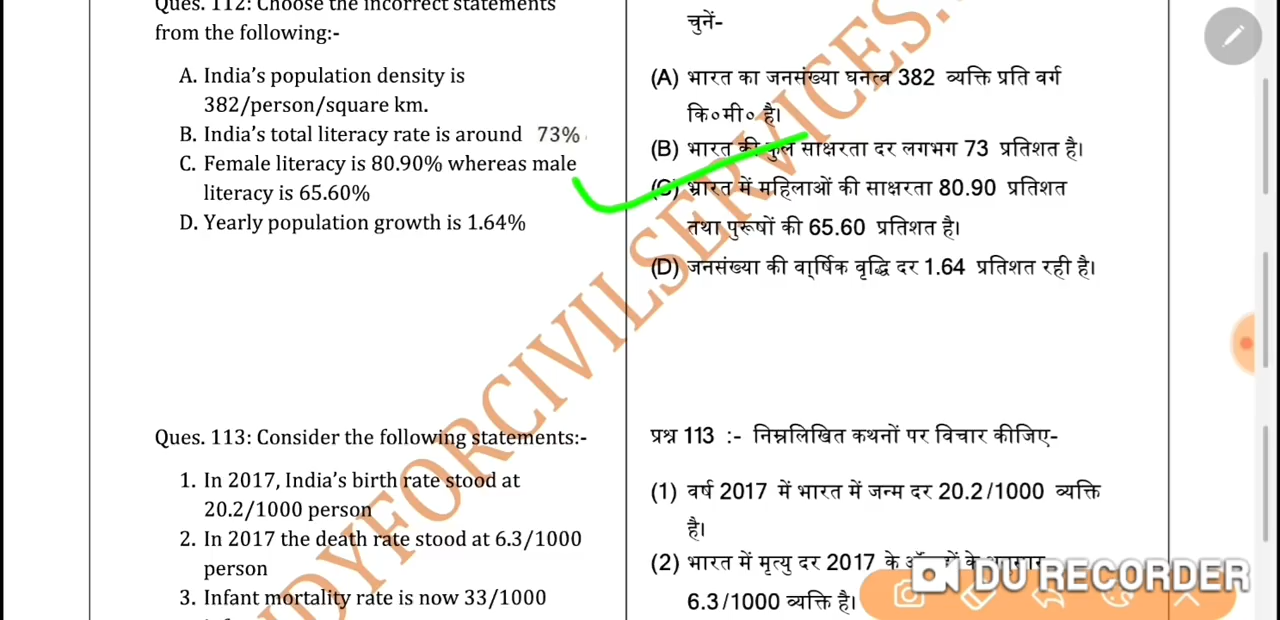 Ques. 112: Choose the incorrect statements
from the following:-
A. India's population density is
382/person/square km.
B. India's total literacy rate is around 73%
C. Female literacy is 80.90% whereas male
literacy is 65.60%
D. Yearly population growth is 1.64%
Ques. 113: Consider the following statements:-
1. In 2017, India's birth rate stood at
20.2/1000 person
2. In 2017 the death rate stood at 6.3/1000
person
3. Infant mortality rate is now 33/1000
चुनें-
(A) भारत का जनसंख्या घनत्व 382 व्यक्ति प्रति वर्ग
कि०मी० है।
(B) भारत की कुल साक्षरता दर लगभग 73 प्रतिशत है।
(C) भारत में महिलाओं की साक्षरता 80.90 प्रतिशत
तथा पुरूषों की 65.60 प्रतिशत है।
(D) जनसंख्या की वार्षिक वृद्धि दर 1.64 प्रतिशत रही है।
प्रश्न 113 :- निम्नलिखित कथनों पर विचार कीजिए-
(1) वर्ष 2017 में भारत में जन्म दर 20.2/1000 व्यक्ति
है।
(2) भारत में मृत्यु दर 2017 के
6.3/1000 व्यक्ति है।
DYFORCIVILSERVICES.
DU RECORDER